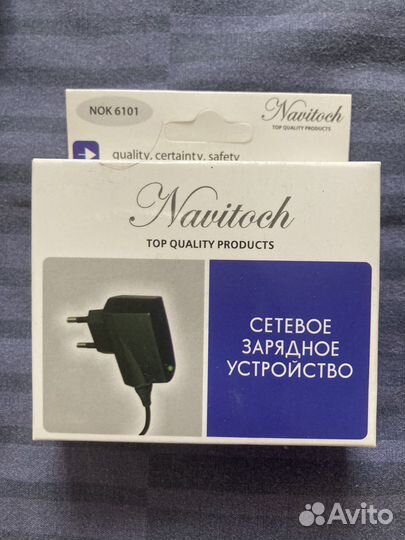 NOK 6101
Navitoch
TOP QUALITY PRODUCTS
quality, certainty, safety
Navitoch
TOP QUALITY PRODUCTS
СЕТЕВОЕ
ЗАРЯДНОЕ
УСТРОЙСТВО
Avito